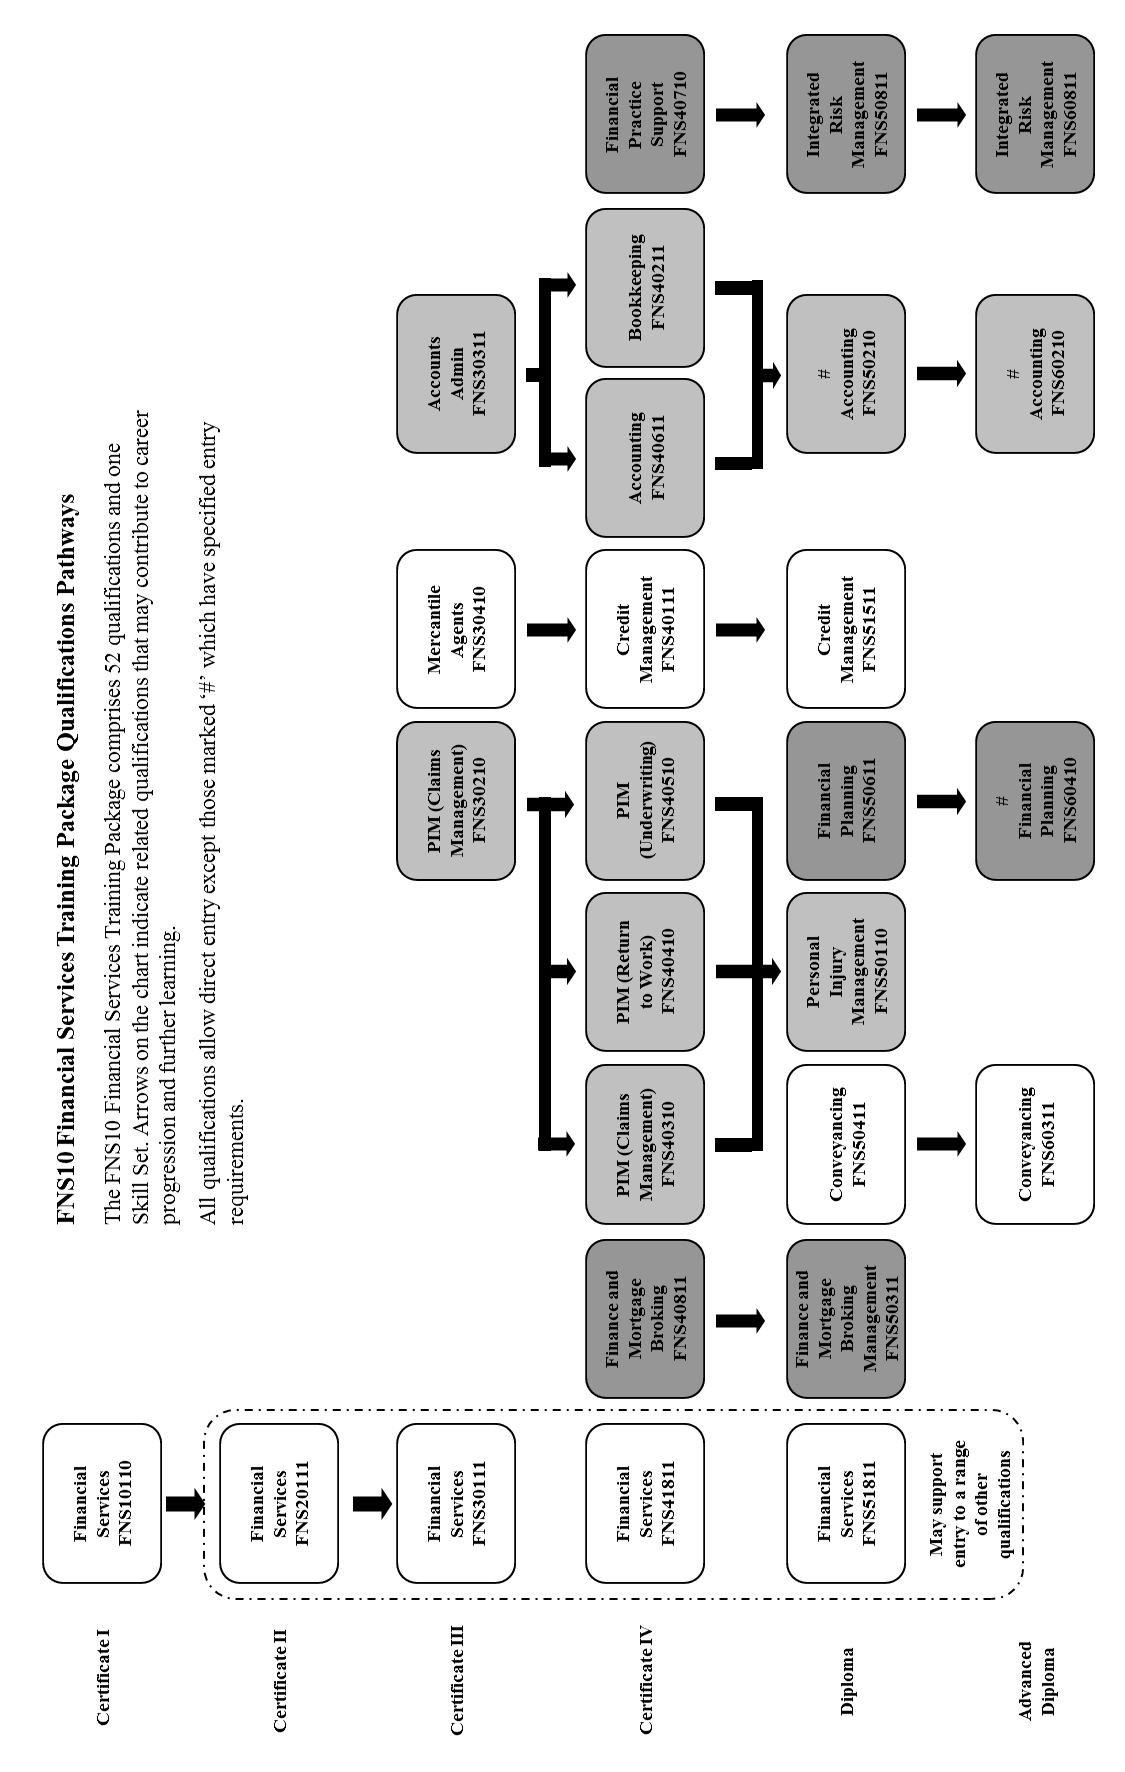 FNS10 Financial Services Training Package Qualifications Pathways
The FNS10 Financial Services Training Package comprises 52 qualifications and one
Skill Set. Arrows on the chart indicate related qualifications that may contribute to career
progression and further learning.
All qualifications allow direct entry except those marked ‘#’ which have specified entry
requirements.
Certificate I
Financial
Services
FNS10110
Certificate II
Financial
Services
FNS20111
Certificate III
Financial
Services
FNS30111
PIM (Claims
Management)
FNS30210
Mercantile
Agents
FNS30410
Accounts
Admin
FNS30311
Certificate IV
Financial
Services
FNS41811
Finance and
Mortgage
Broking
FNS40811
PIM (Claims
Management)
FNS40310
PIM (Return
to Work)
FNS40410
PIM
(Underwriting)
FNS40510
Credit
Management
FNS40111
Accounting
FNS40611
Bookkeeping
FNS40211
Financial
Practice
Support
FNS40710
Diploma
Financial
Services
FNS51811
Finance and
Mortgage
Broking
Management
FNS50311
Conveyancing
FNS50411
Personal
Injury
Management
FNS50110
Financial
Planning
FNS50611
Credit
Management
FNS51511
#
Accounting
FNS50210
Integrated
Risk
Management
FNS50811
Advanced
Diploma
May support
entry to a range
of other
qualifications
Conveyancing
FNS60311
#
Financial
Planning
FNS60410
#
Accounting
FNS60210
Integrated
Risk
Management
FNS60811